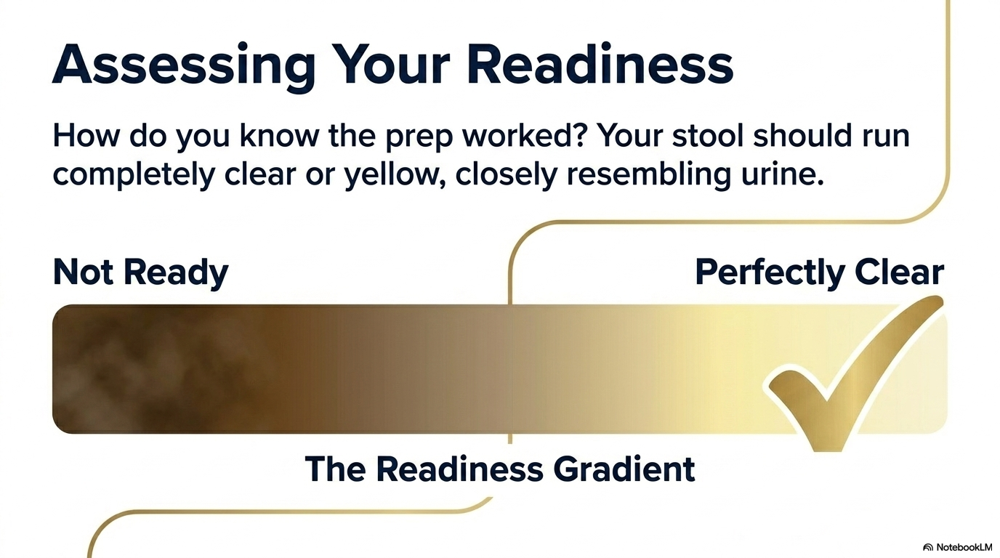 Assessing Your Readiness
How do you know the prep worked? Your stool should run
completely clear or yellow, closely resembling urine.
Not Ready
Perfectly Clear
The Readiness Gradient
NotebookLM